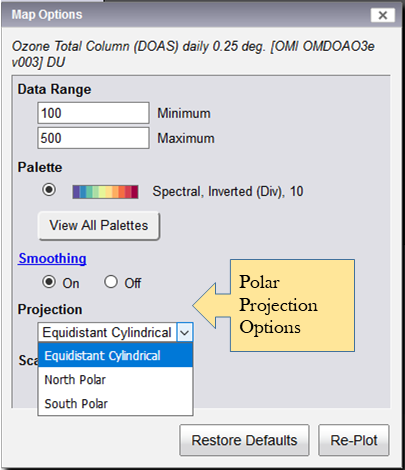 Map Options
Ozone Total Column (DOAS) daily 0.25 deg. [OMI OMDOAO3e
v003] DU
Data Range
100 Minimum
500 Maximum
Palette
Spectral, Inverted (Div), 10
View All Palettes
Smoothing
On Off
Projection
Equidistant Cylindrical
Equidistant Cylindrical
North Polar
South Polar
Sca
Polar
Projection
Options
Restore Defaults Re-Plot